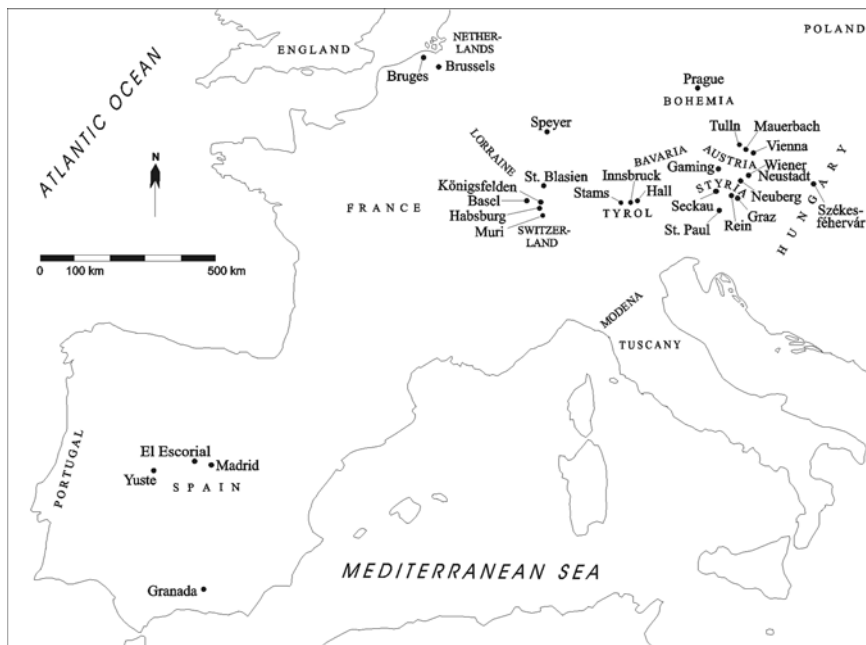 POLAND
ENGLAND
NETHER-
LANDS
Bruges
Brussels
ATLANTIC OCEAN
N
Prague
BOHEMIA
Speyer
Tulln
Mauerbach
Vienna
LORRAINE
BAVARIA
AUSTRIA
Gaming
Wiener
Neustadt
St. Blasien
Innsbruck
Königsfelden
Stams
Hall
STYRIA
Neuberg
HUNGARY
FRANCE
Basel
Habsburg
Muri
SWITZER-
LAND
TYROL
Seckau
Graz
Rein
St. Paul
Székes-
féhervár
0 100 km 500 km
MODENA
TUSCANY
PORTUGAL
El Escorial
Madrid
Yuste
SPAIN
MEDITERRANEAN SEA
Granada